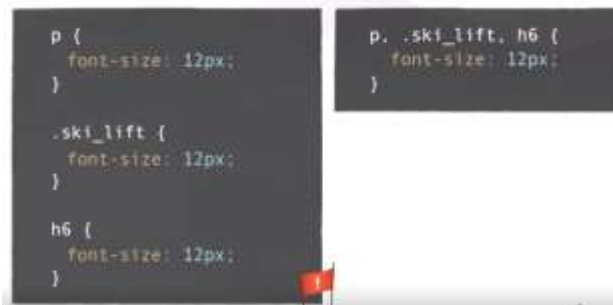 p {
font-size: 12px;
}
.ski_lift {
font-size: 12px;
}
h6 {
font-size: 12px;
}
p, .ski_lift, h6 {
font-size: 12px;
}